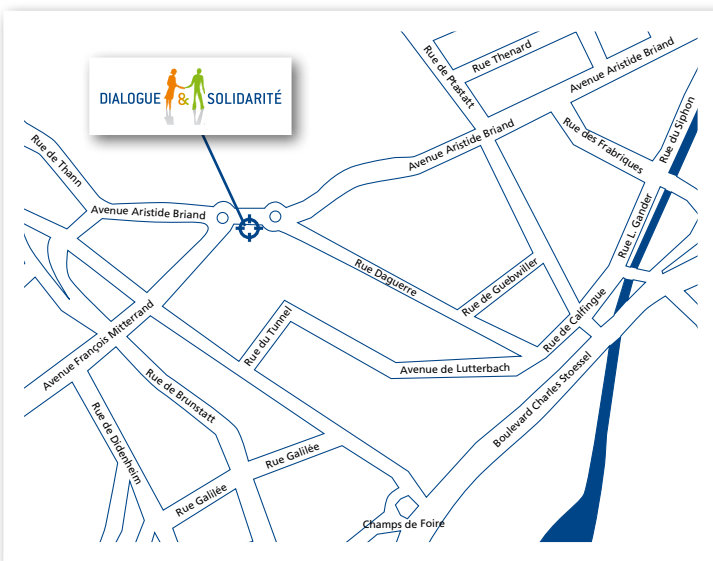 Rue de Ptastatt
Rue Thenard
Avenue Aristide Briand
DIALOGUE & SOLIDARITÉ
Rue du Siphon
Rue de Thann
Avenue Aristide Briand
Rue des Frabriques
Avenue Aristide Briand
Rue L. Gander
Rue Daguerre
Rue de Guebwiller
Avenue François Mitterrand
Rue du Tunnel
Rue de Calfingue
Avenue de Lutterbach
Boulevard Charles Stoessel
Rue de Brunstatt
Rue de Didenheim
Rue Galilée
Rue Galilée
Champs de Foire